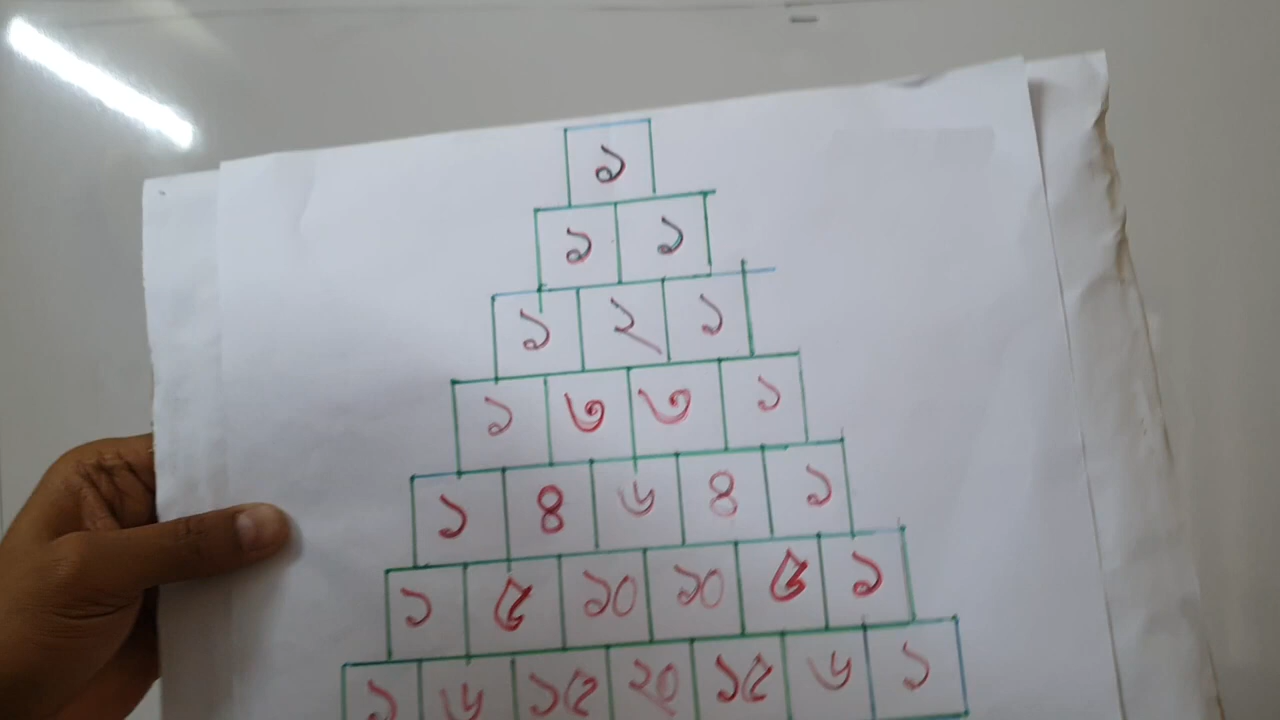 ১
১ ১
১ ২ ১
১ ৩ ৩ ১
১ ৪ ৬ ৪ ১
১ ৫ ১০ ১০ ৫ ১
১ ৬ ১৫ ২০ ১৫ ৬ ১